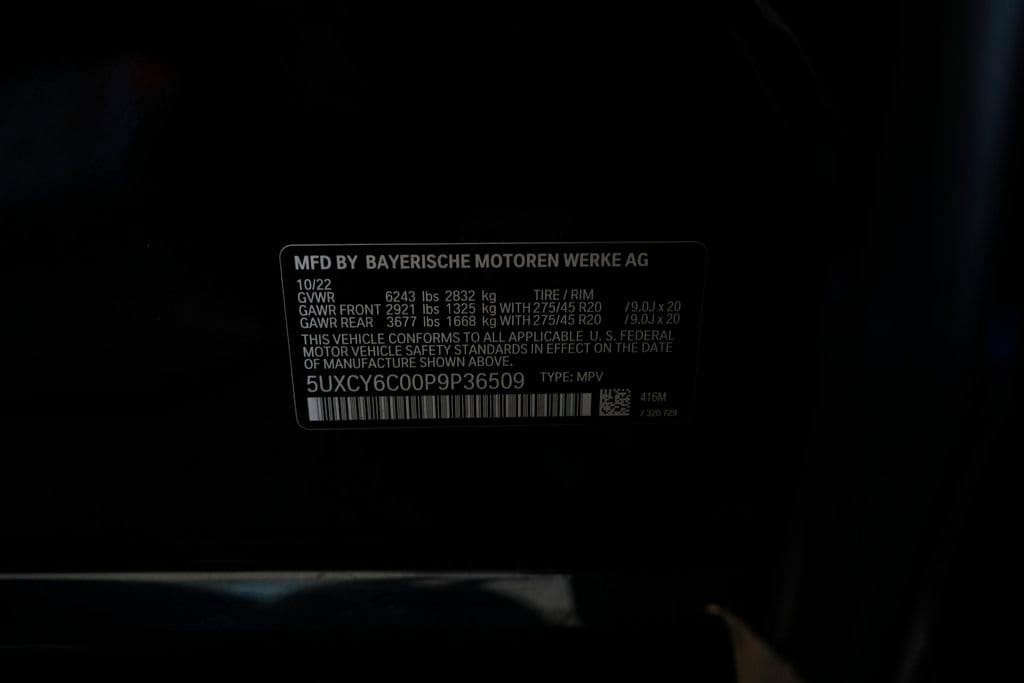 MFD BY BAYERISCHE MOTOREN WERKE AG
10/22
GVWR 6243 lbs 2832 kg TIRE / RIM
GAWR FRONT 2921 lbs 1325 kg WITH 275/45 R20 / 9.0J x 20
GAWR REAR 3677 lbs 1668 kg WITH 275/45 R20 / 9.0J x 20
THIS VEHICLE CONFORMS TO ALL APPLICABLE U. S. FEDERAL
MOTOR VEHICLE SAFETY STANDARDS IN EFFECT ON THE DATE
OF MANUFACTURE SHOWN ABOVE.
5UXCY6C00P9P36509 TYPE: MPV
416M
7 320 729